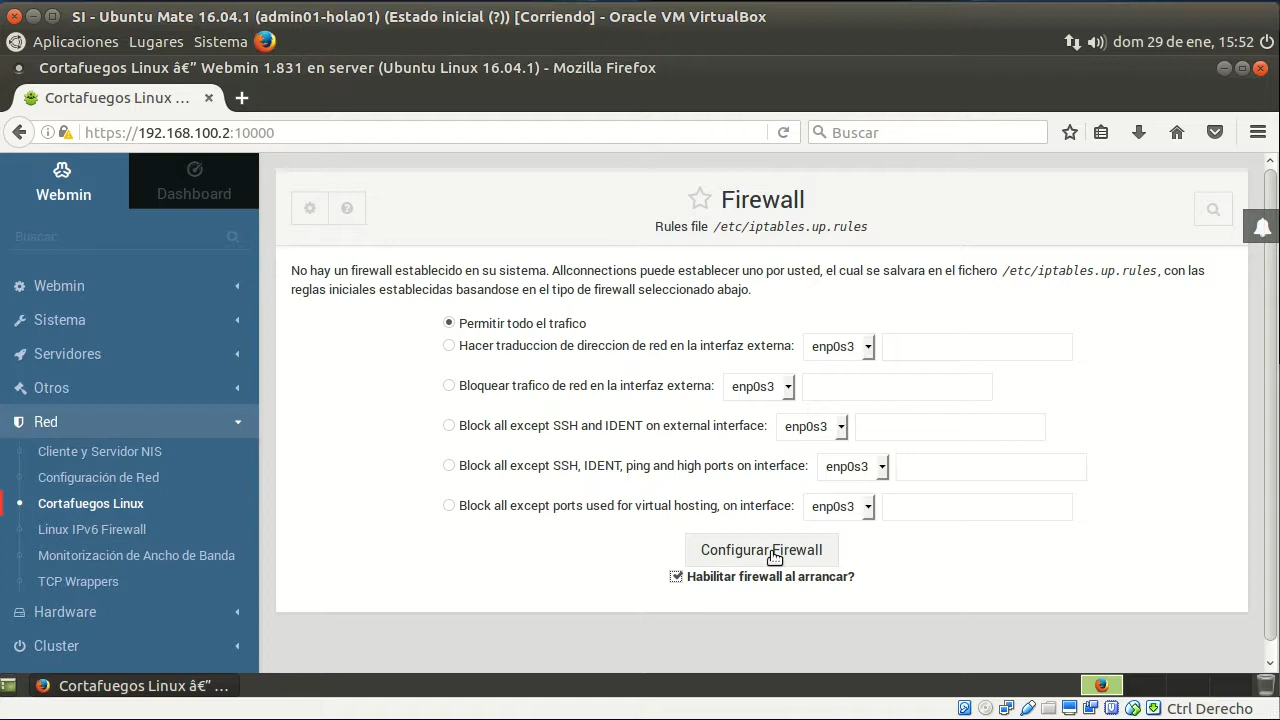 SI - Ubuntu Mate 16.04.1 (admin01-hola01) (Estado inicial (?)) [Corriendo] - Oracle VM VirtualBox
Aplicaciones Lugares Sistema dom 29 de ene, 15:52
Cortafuegos Linux â€” Webmin 1.831 en server (Ubuntu Linux 16.04.1) - Mozilla Firefox
Cortafuegos Linux ...
https://192.168.100.2:10000 Buscar
Webmin
Dashboard
Buscar
Webmin
Sistema
Servidores
Otros
Red
Cliente y Servidor NIS
Configuración de Red
Cortafuegos Linux
Linux IPv6 Firewall
Monitorización de Ancho de Banda
TCP Wrappers
Hardware
Cluster
Firewall
Rules file /etc/iptables.up.rules
No hay un firewall establecido en su sistema. Allconnections puede establecer uno por usted, el cual se salvara en el fichero /etc/iptables.up.rules, con las
reglas iniciales establecidas basandose en el tipo de firewall seleccionado abajo.
Permitir todo el trafico
Hacer traduccion de direccion de red en la interfaz externa: enp0s3
Bloquear trafico de red en la interfaz externa: enp0s3
Block all except SSH and IDENT on external interface: enp0s3
Block all except SSH, IDENT, ping and high ports on interface: enp0s3
Block all except ports used for virtual hosting, on interface: enp0s3
Configurar Firewall
Habilitar firewall al arrancar?
Cortafuegos Linux â€” ...
Ctrl Derecho